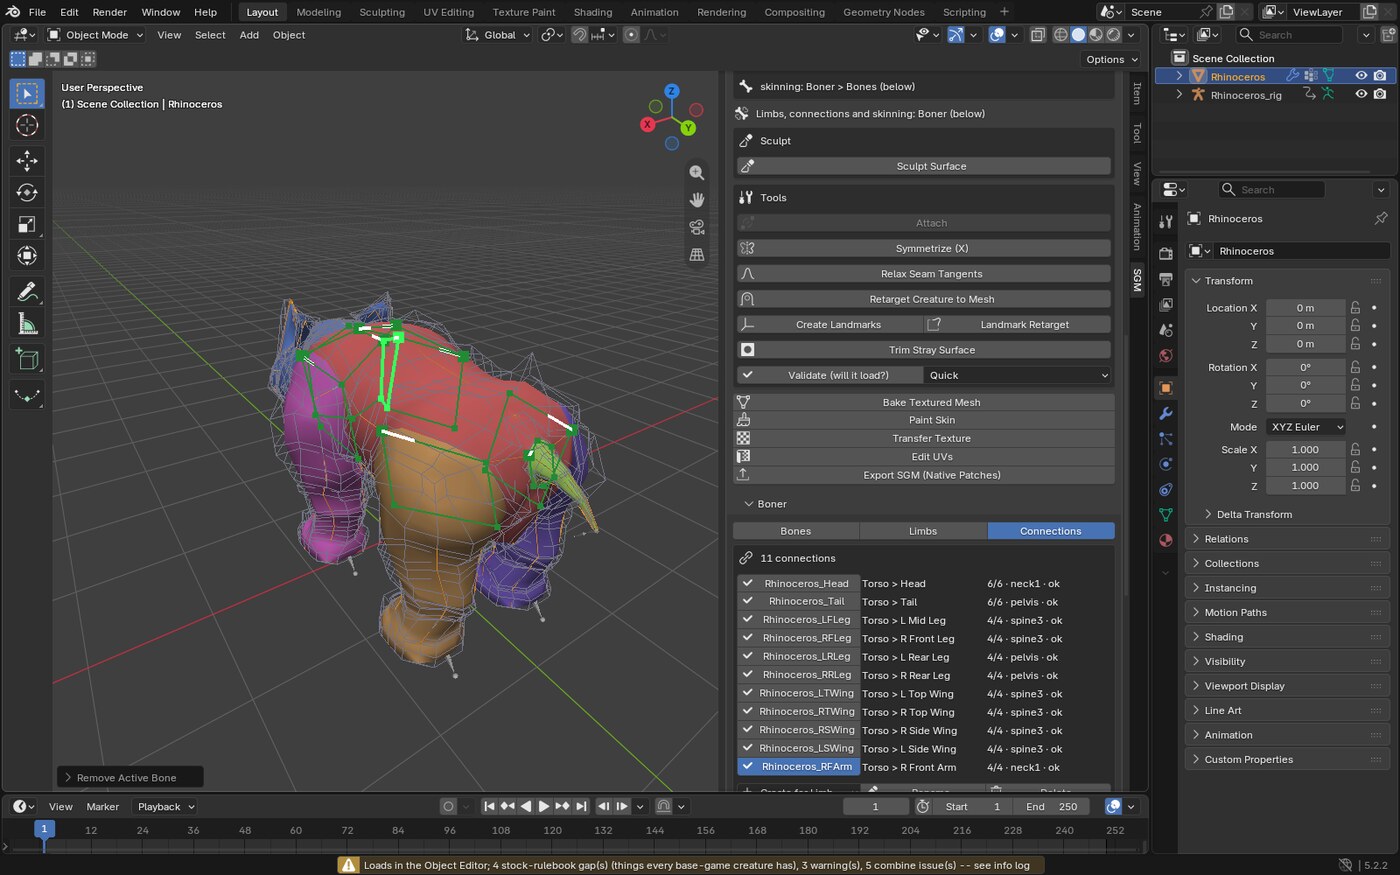 File Edit Render Window Help Layout Modeling Sculpting UV Editing Texture Paint Shading Animation Rendering Compositing Geometry Nodes Scripting Scene ViewLayer
Object Mode View Select Add Object Global Search
Options
User Perspective
(1) Scene Collection | Rhinoceros
Z
X
Y
Remove Active Bone
skinning: Boner > Bones (below)
Limbs, connections and skinning: Boner (below)
Sculpt
Sculpt Surface
Tools
Attach
Symmetrize (X)
Relax Seam Tangents
Retarget Creature to Mesh
Create Landmarks Landmark Retarget
Trim Stray Surface
Validate (will it load?) Quick
Bake Textured Mesh
Paint Skin
Transfer Texture
Edit UVs
Export SGM (Native Patches)
Boner
Bones Limbs Connections
11 connections
Rhinoceros_Head Torso > Head 6/6 · neck1 · ok
Rhinoceros_Tail Torso > Tail 6/6 · pelvis · ok
Rhinoceros_LFLeg Torso > L Mid Leg 4/4 · spine3 · ok
Rhinoceros_RFLeg Torso > R Front Leg 4/4 · spine3 · ok
Rhinoceros_LRLeg Torso > L Rear Leg 4/4 · pelvis · ok
Rhinoceros_RRLeg Torso > R Rear Leg 4/4 · pelvis · ok
Rhinoceros_LTWing Torso > L Top Wing 4/4 · spine3 · ok
Rhinoceros_RTWing Torso > R Top Wing 4/4 · spine3 · ok
Rhinoceros_RSWing Torso > R Side Wing 4/4 · spine3 · ok
Rhinoceros_LSWing Torso > L Side Wing 4/4 · spine3 · ok
Rhinoceros_RFArm Torso > R Front Arm 4/4 · neck1 · ok
Item
Tool
View
Animation
SGM
Scene Collection
Rhinoceros
Rhinoceros_rig
Search
Rhinoceros
Rhinoceros
Transform
Location X 0 m
Y 0 m
Z 0 m
Rotation X 0°
Y 0°
Z 0°
Mode XYZ Euler
Scale X 1.000
Y 1.000
Z 1.000
Delta Transform
Relations
Collections
Instancing
Motion Paths
Shading
Visibility
Viewport Display
Line Art
Animation
Custom Properties
View Marker Playback 1 Start 1 End 250
1 12 24 36 48 60 72 84 96 108 120 132 144 156 168 180 192 204 216 228 240 252
Loads in the Object Editor; 4 stock-rulebook gap(s) (things every base-game creature has), 3 warning(s), 5 combine issue(s) -- see info log
5.2.2